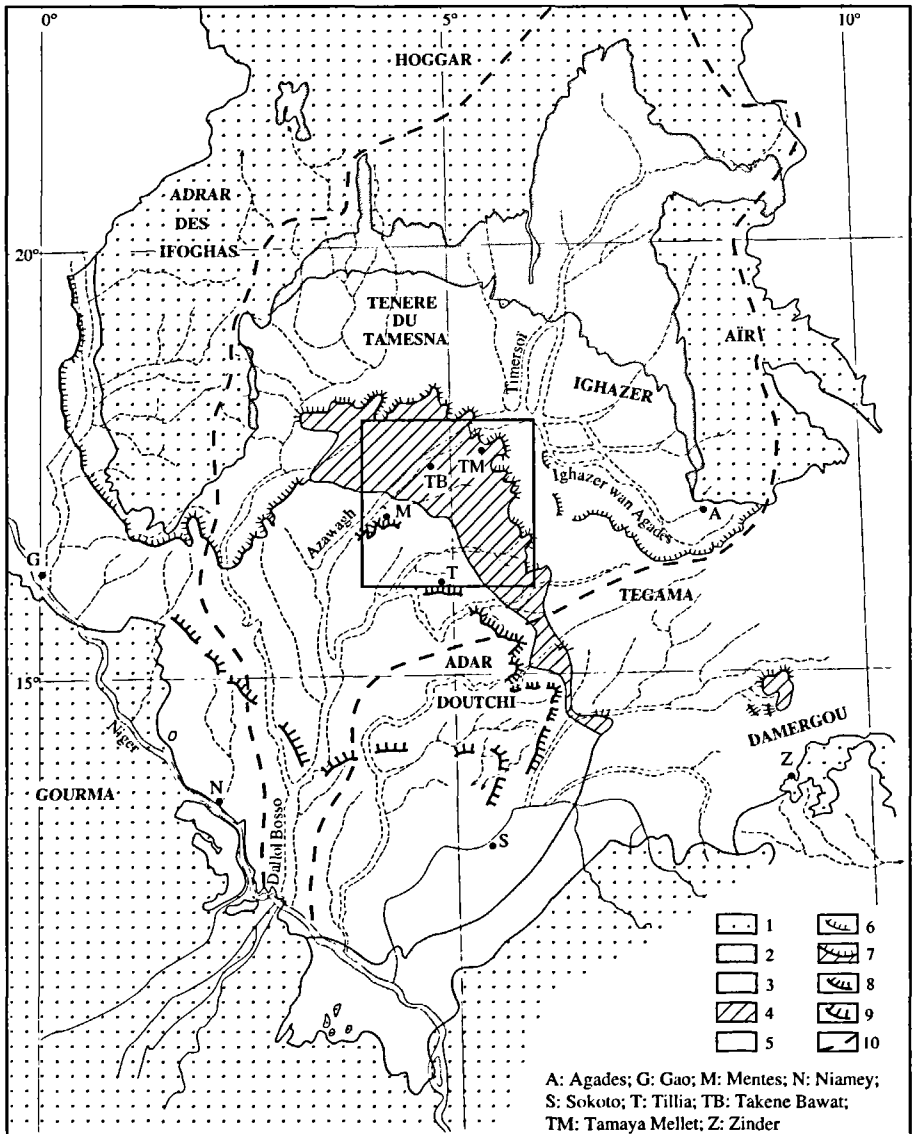 0° 5° 10°
HOGGAR
ADRAR
DES
IFOGHAS
20°
TENERE
DU
TAMESNA
AÏR
Timersoï
IGHAZER
TM
TB
Ighazer wan Agades
Azawagh
M
A
G
T
TEGAMA
ADAR
15°
DOUTCHI
DAMERGOU
Niger
Z
GOURMA
N
Dallol Bosso
S
1 6
2 7
3 8
4 9
5 10
A: Agades; G: Gao; M: Mentes; N: Niamey;
S: Sokoto; T: Tillia; TB: Takene Bawat;
TM: Tamaya Mellet; Z: Zinder